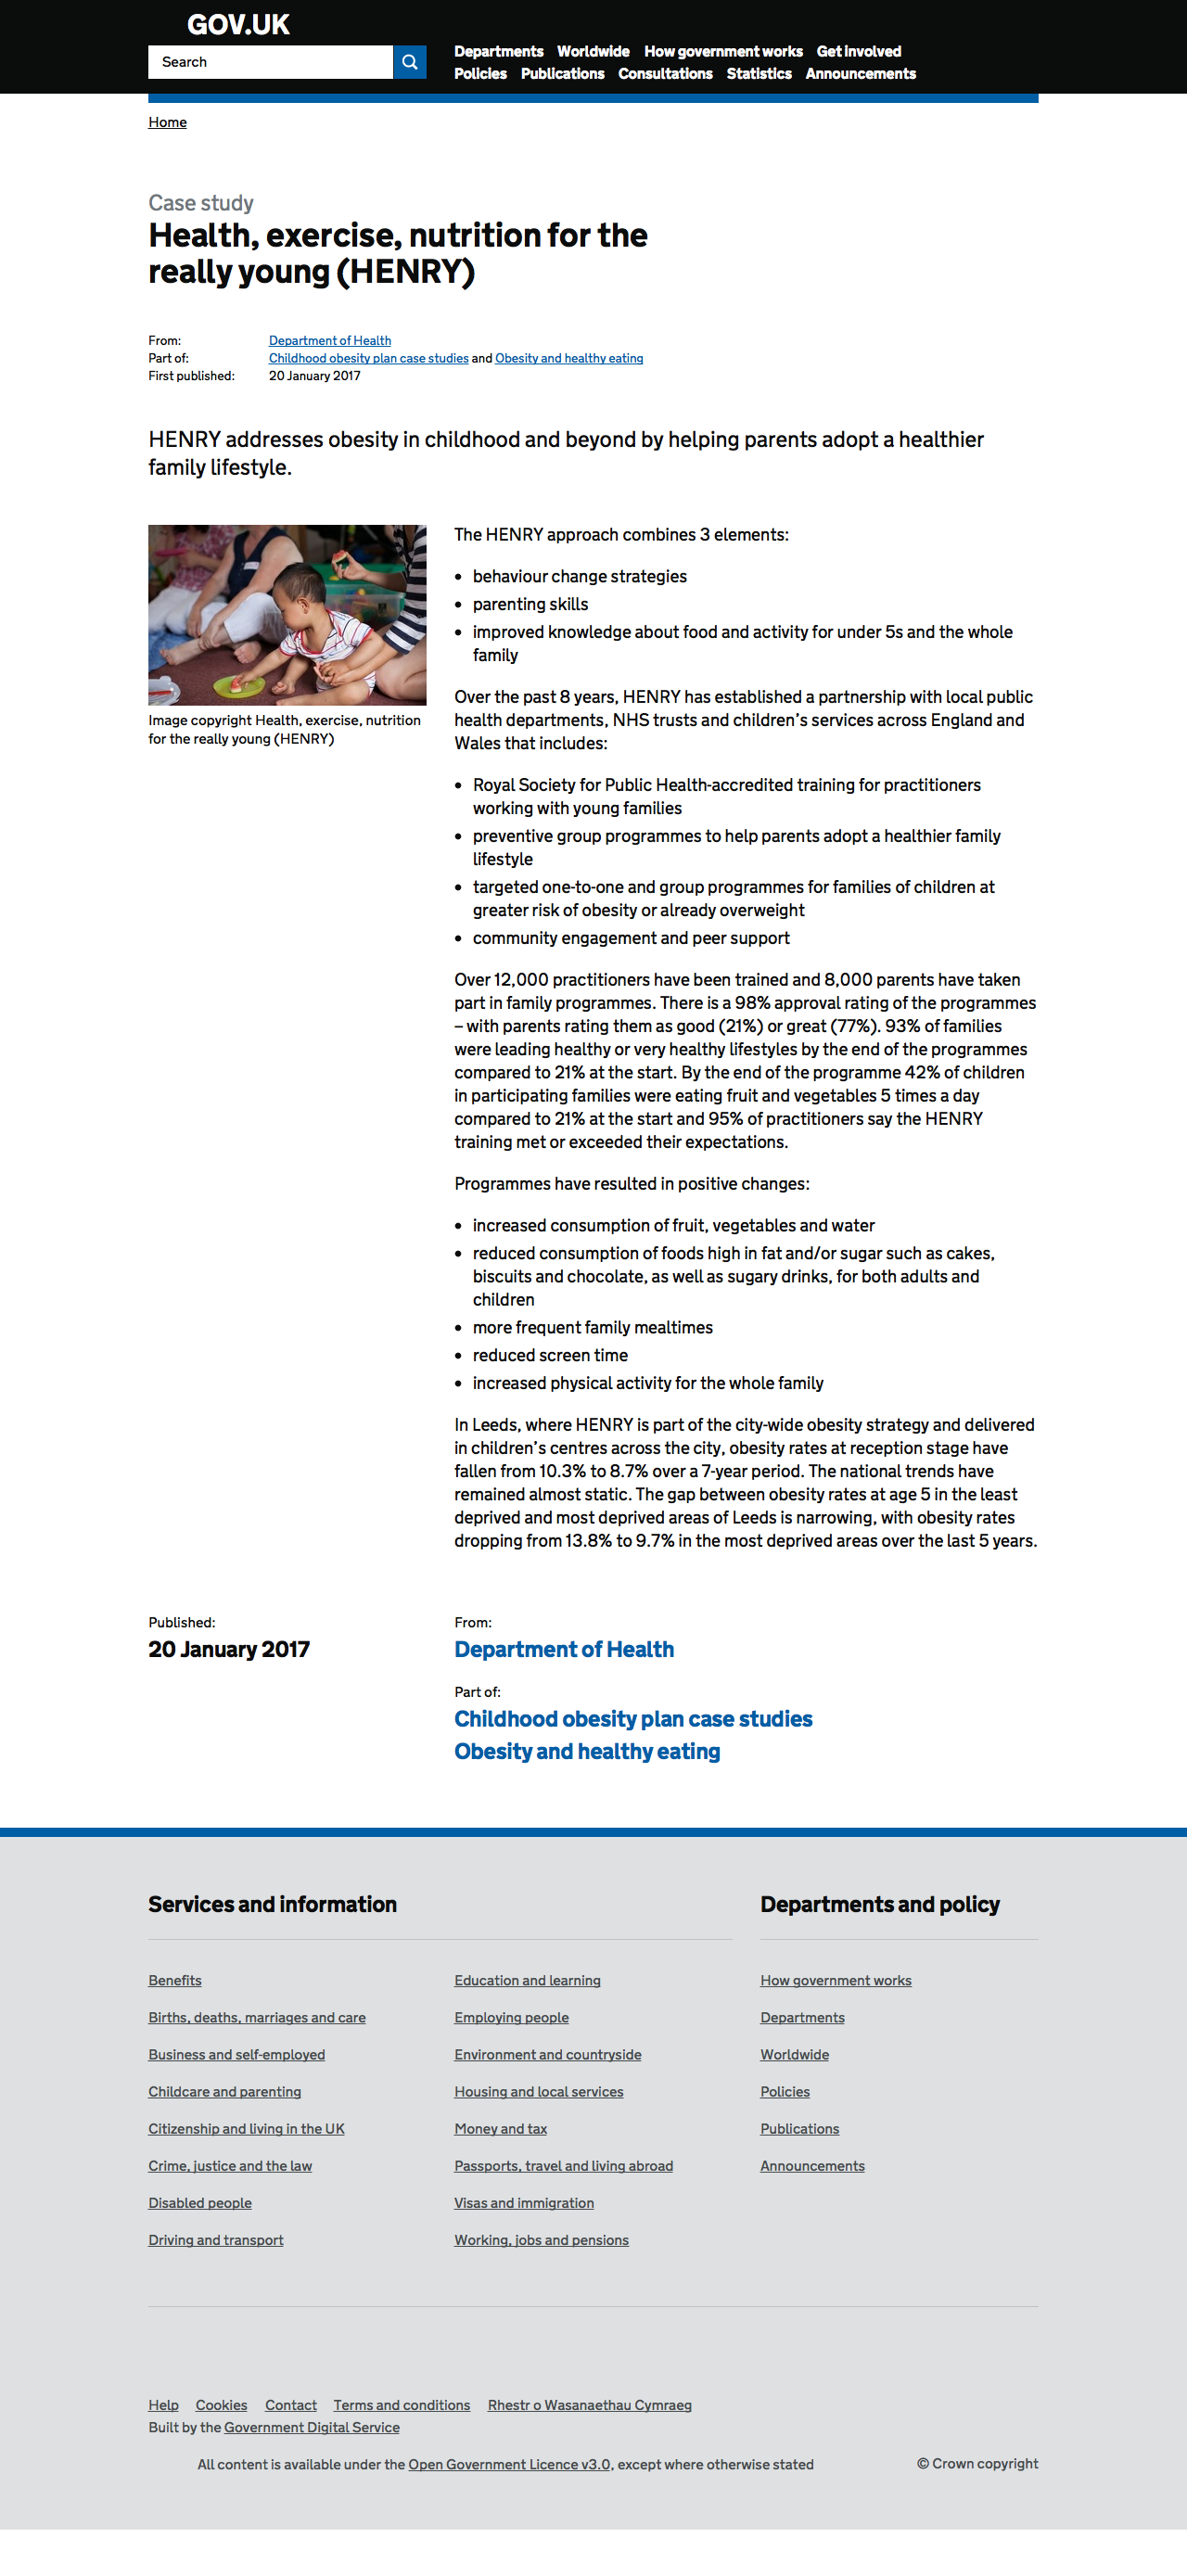 GOV.UK
Search
Departments Worldwide How government works Get involved
Policies Publications Consultations Statistics Announcements
Home
Case study
Health, exercise, nutrition for the
really young (HENRY)
From: Department of Health
Part of: Childhood obesity plan case studies and Obesity and healthy eating
First published: 20 January 2017
HENRY addresses obesity in childhood and beyond by helping parents adopt a healthier
family lifestyle.
Image copyright Health, exercise, nutrition
for the really young (HENRY)
The HENRY approach combines 3 elements:
• behaviour change strategies
• parenting skills
• improved knowledge about food and activity for under 5s and the whole
family
Over the past 8 years, HENRY has established a partnership with local public
health departments, NHS trusts and children’s services across England and
Wales that includes:
• Royal Society for Public Health-accredited training for practitioners
working with young families
• preventive group programmes to help parents adopt a healthier family
lifestyle
• targeted one-to-one and group programmes for families of children at
greater risk of obesity or already overweight
• community engagement and peer support
Over 12,000 practitioners have been trained and 8,000 parents have taken
part in family programmes. There is a 98% approval rating of the programmes
– with parents rating them as good (21%) or great (77%). 93% of families
were leading healthy or very healthy lifestyles by the end of the programmes
compared to 21% at the start. By the end of the programme 42% of children
in participating families were eating fruit and vegetables 5 times a day
compared to 21% at the start and 95% of practitioners say the HENRY
training met or exceeded their expectations.
Programmes have resulted in positive changes:
• increased consumption of fruit, vegetables and water
• reduced consumption of foods high in fat and/or sugar such as cakes,
biscuits and chocolate, as well as sugary drinks, for both adults and
children
• more frequent family mealtimes
• reduced screen time
• increased physical activity for the whole family
In Leeds, where HENRY is part of the city-wide obesity strategy and delivered
in children’s centres across the city, obesity rates at reception stage have
fallen from 10.3% to 8.7% over a 7-year period. The national trends have
remained almost static. The gap between obesity rates at age 5 in the least
deprived and most deprived areas of Leeds is narrowing, with obesity rates
dropping from 13.8% to 9.7% in the most deprived areas over the last 5 years.
Published:
20 January 2017
From:
Department of Health
Part of:
Childhood obesity plan case studies
Obesity and healthy eating
Services and information
Benefits
Births, deaths, marriages and care
Business and self-employed
Childcare and parenting
Citizenship and living in the UK
Crime, justice and the law
Disabled people
Driving and transport
Education and learning
Employing people
Environment and countryside
Housing and local services
Money and tax
Passports, travel and living abroad
Visas and immigration
Working, jobs and pensions
Departments and policy
How government works
Departments
Worldwide
Policies
Publications
Announcements
Help Cookies Contact Terms and conditions Rhestr o Wasanaethau Cymraeg
Built by the Government Digital Service
All content is available under the Open Government Licence v3.0, except where otherwise stated
© Crown copyright